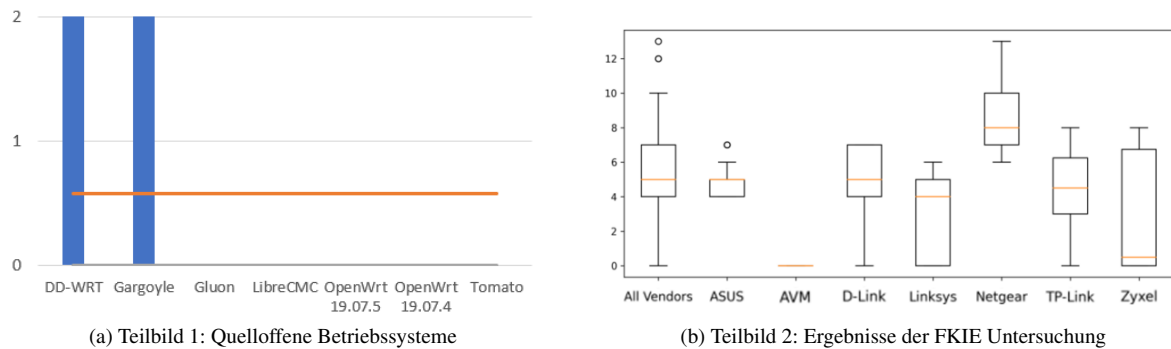 2
1
0
DD-WRT Gargoyle Gluon LibreCMC OpenWrt OpenWrt Tomato
19.07.5 19.07.4
(a) Teilbild 1: Quelloffene Betriebssysteme
12
10
8
6
4
2
0
All Vendors ASUS AVM D-Link Linksys Netgear TP-Link Zyxel
(b) Teilbild 2: Ergebnisse der FKIE Untersuchung